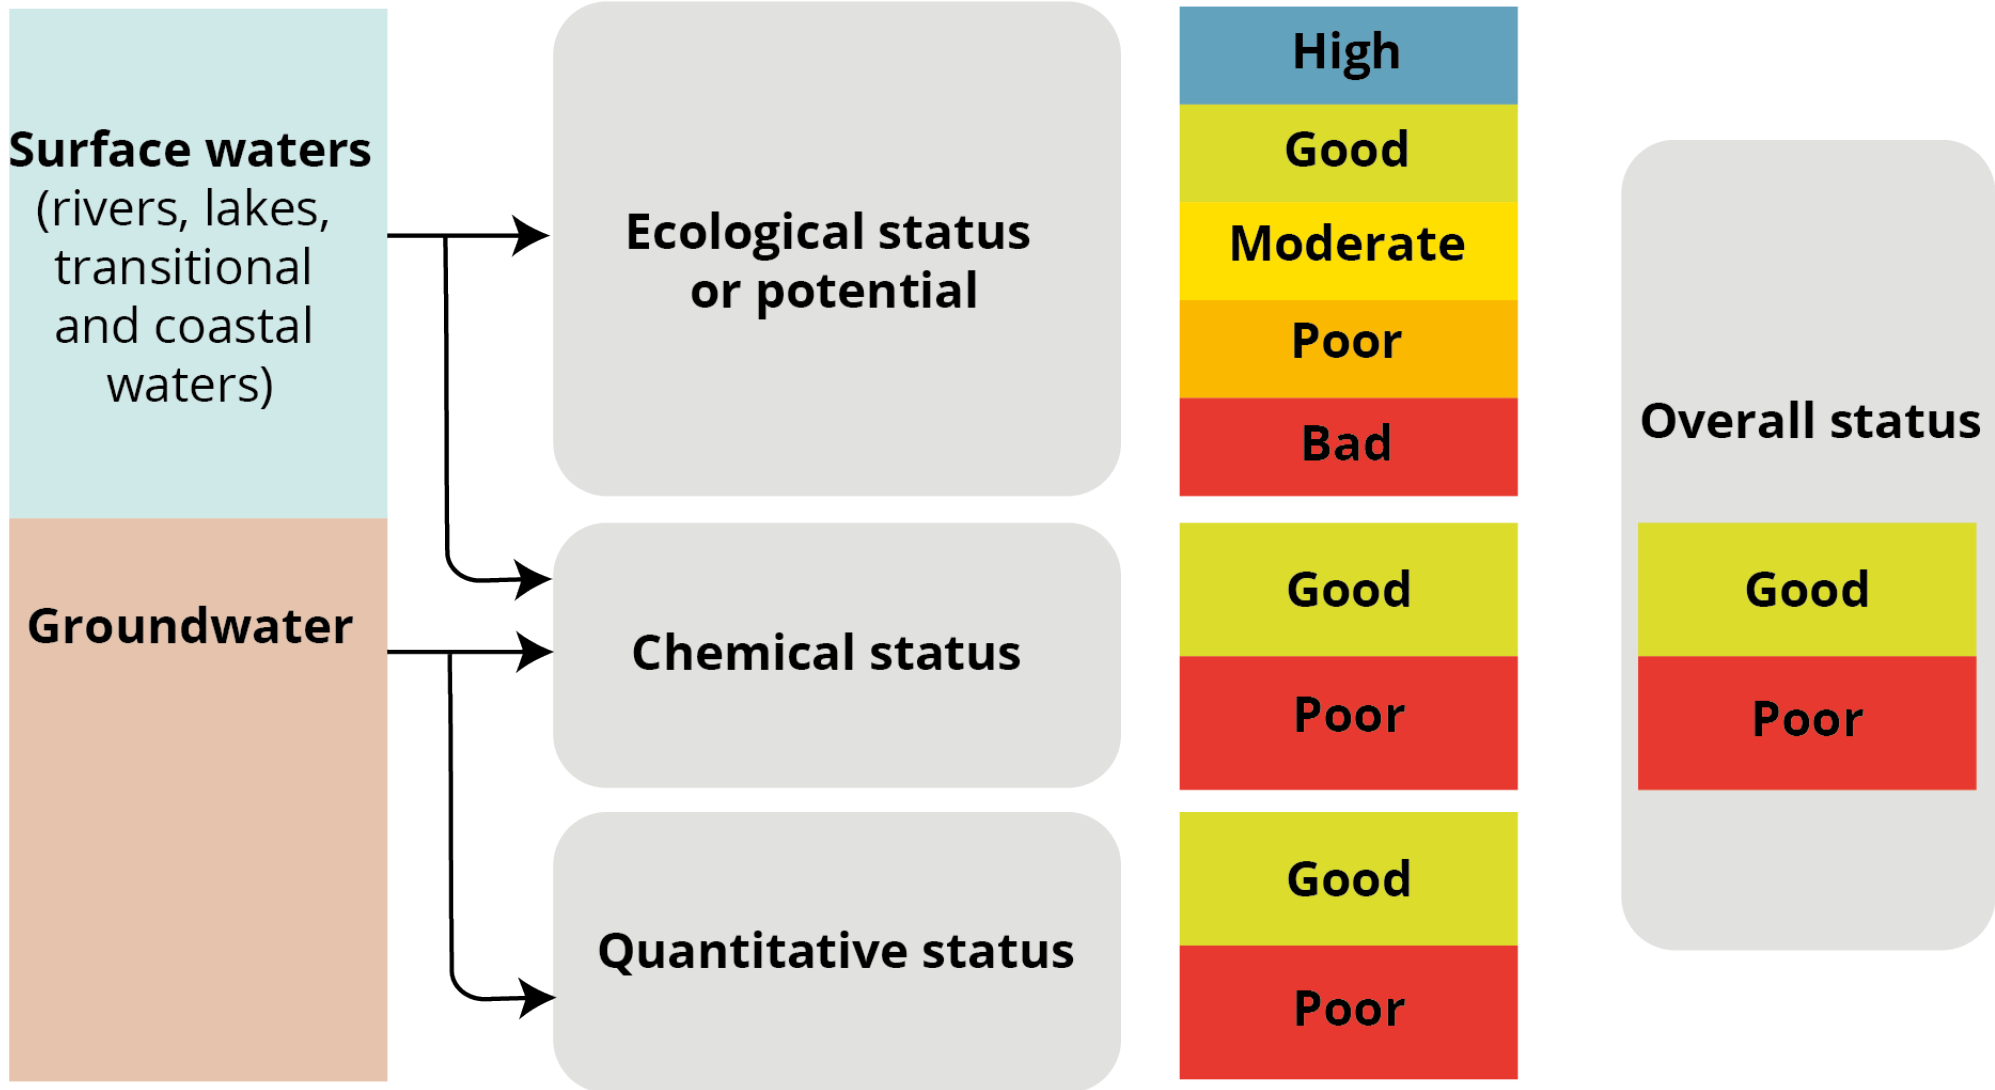 Surface waters
(rivers, lakes,
transitional
and coastal
waters)
Groundwater
Ecological status
or potential
Chemical status
Quantitative status
High
Good
Moderate
Poor
Bad
Good
Poor
Good
Poor
Overall status
Good
Poor